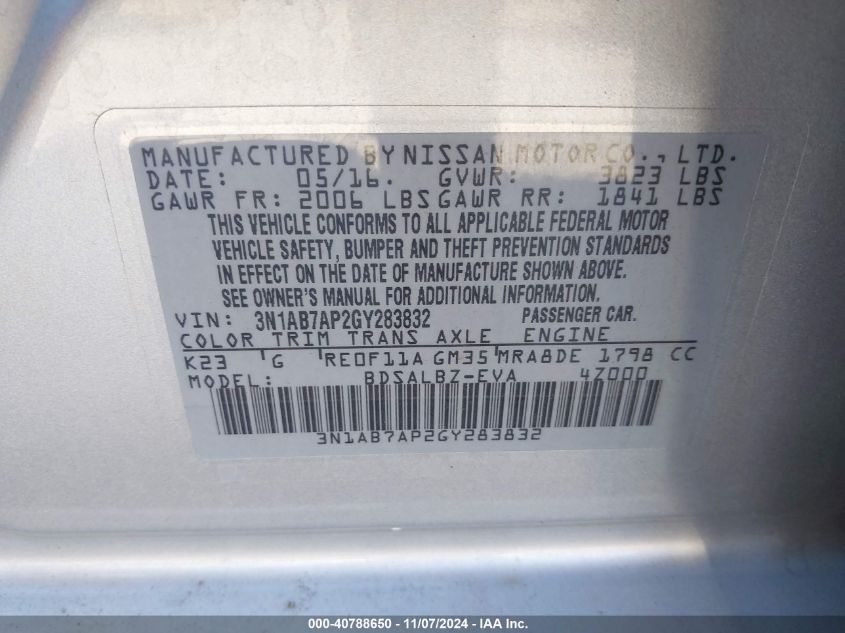 MANUFACTURED BY NISSAN MOTOR CO., LTD.
DATE: 05/16. GVWR: 3823 LBS
GAWR FR: 2006 LBS GAWR RR: 1841 LBS
THIS VEHICLE CONFORMS TO ALL APPLICABLE FEDERAL MOTOR
VEHICLE SAFETY, BUMPER AND THEFT PREVENTION STANDARDS
IN EFFECT ON THE DATE OF MANUFACTURE SHOWN ABOVE.
SEE OWNER'S MANUAL FOR ADDITIONAL INFORMATION.
VIN: 3N1AB7AP2GY283832 PASSENGER CAR.
COLOR TRIM TRANS AXLE ENGINE
K23 G RE0F11A GM35 MRA8DE 1798 CC
MODEL: BDSALBZ-EVA 4Z000
3N1AB7AP2GY283832
000-40788650 - 11/07/2024 - IAA Inc.